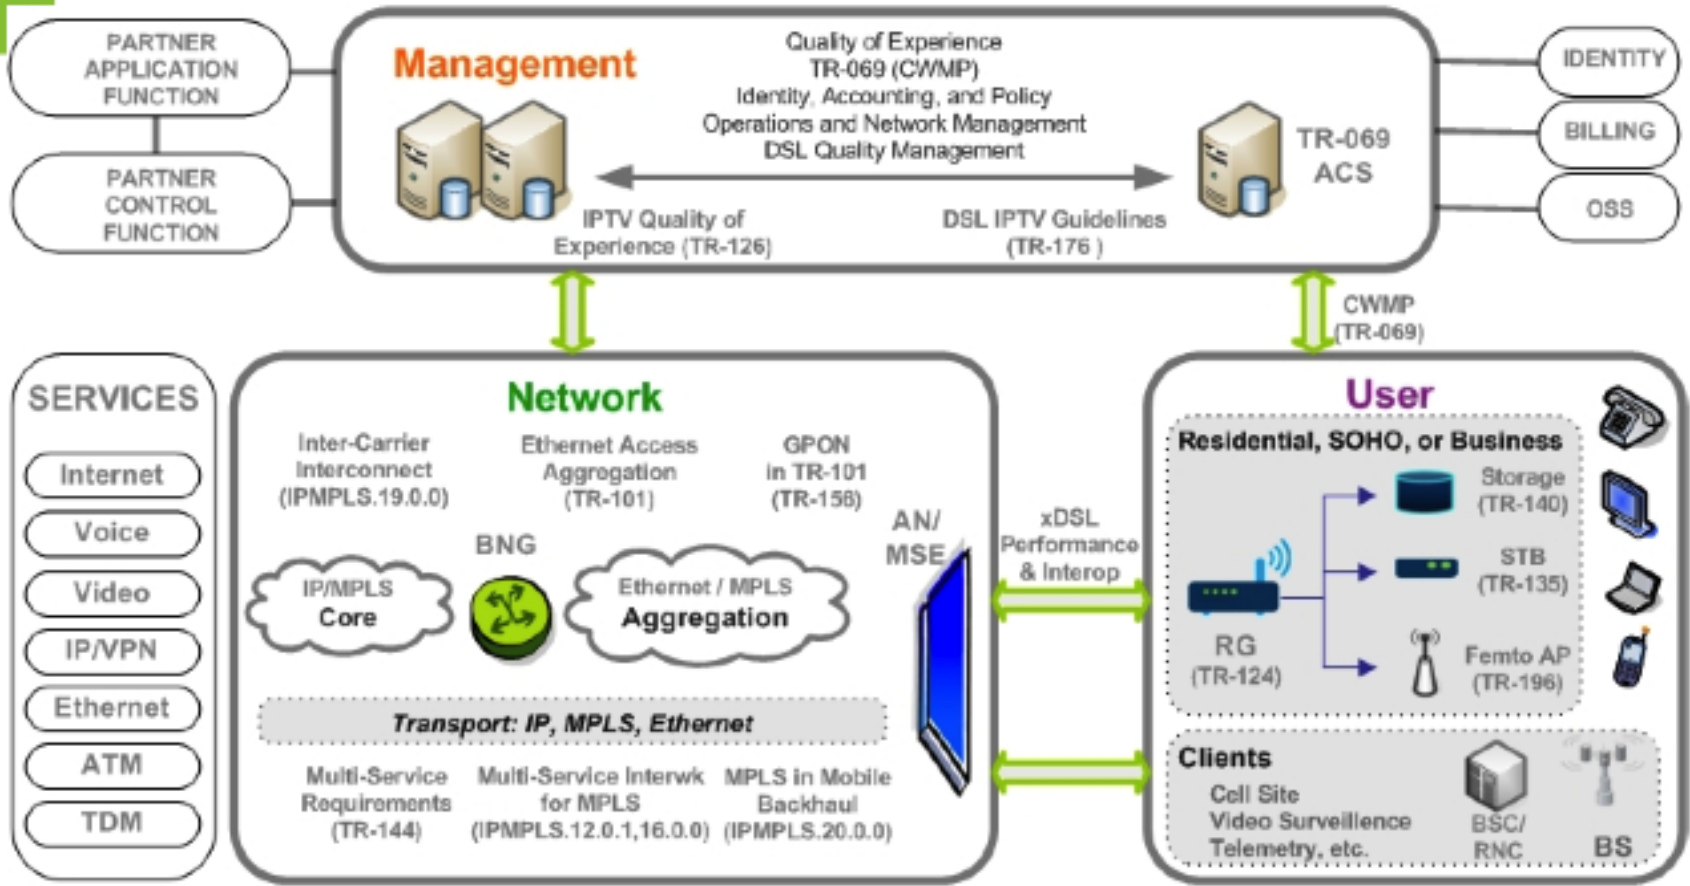 PARTNER
APPLICATION
FUNCTION
PARTNER
CONTROL
FUNCTION
Management
Quality of Experience
TR-069 (CWMP)
Identity, Accounting, and Policy
Operations and Network Management
DSL Quality Management
IPTV Quality of
Experience (TR-126)
DSL IPTV Guidelines
(TR-176 )
TR-069
ACS
IDENTITY
BILLING
OSS
CWMP
(TR-069)
SERVICES
Internet
Voice
Video
IP/VPN
Ethernet
ATM
TDM
Network
Inter-Carrier
Interconnect
(IPMPLS.19.0.0)
Ethernet Access
Aggregation
(TR-101)
GPON
in TR-101
(TR-156)
AN/
MSE
BNG
IP/MPLS
Core
Ethernet / MPLS
Aggregation
Transport: IP, MPLS, Ethernet
Multi-Service
Requirements
(TR-144)
Multi-Service Interwk
for MPLS
(IPMPLS.12.0.1,16.0.0)
MPLS in Mobile
Backhaul
(IPMPLS.20.0.0)
xDSL
Performance
& Interop
User
Residential, SOHO, or Business
Storage
(TR-140)
STB
(TR-135)
RG
(TR-124)
Femto AP
(TR-196)
Clients
Cell Site
Video Surveillence
Telemetry, etc.
BSC/
RNC
BS